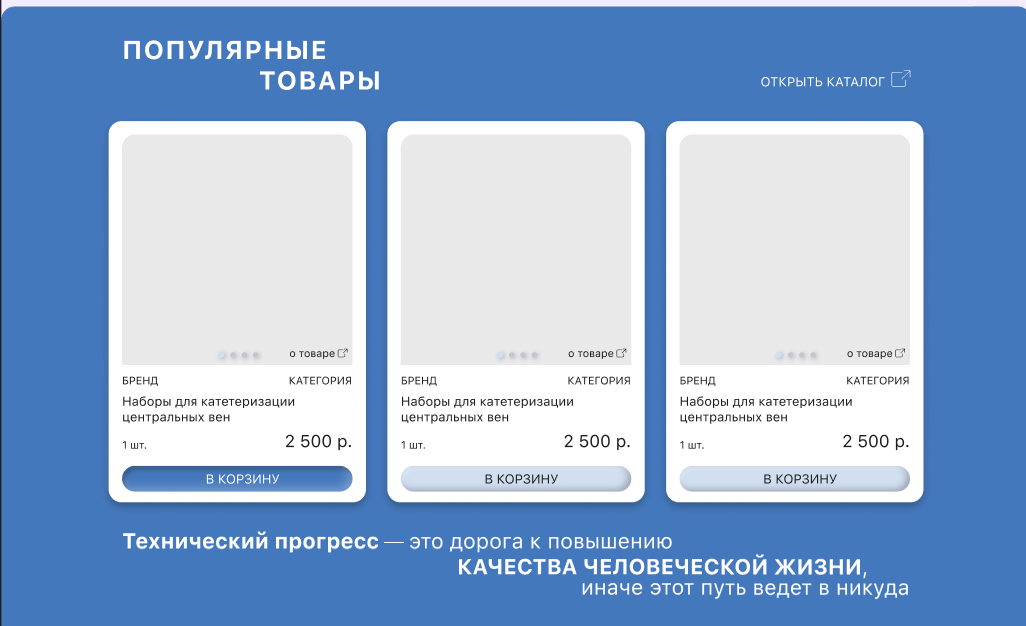 ПОПУЛЯРНЫЕ
ТОВАРЫ
ОТКРЫТЬ КАТАЛОГ
о товаре
БРЕНД КАТЕГОРИЯ
Наборы для катетеризации
центральных вен
1 шт. 2 500 р.
В КОРЗИНУ
о товаре
БРЕНД КАТЕГОРИЯ
Наборы для катетеризации
центральных вен
1 шт. 2 500 р.
В КОРЗИНУ
о товаре
БРЕНД КАТЕГОРИЯ
Наборы для катетеризации
центральных вен
1 шт. 2 500 р.
В КОРЗИНУ
Технический прогресс — это дорога к повышению
КАЧЕСТВА ЧЕЛОВЕЧЕСКОЙ ЖИЗНИ,
иначе этот путь ведет в никуда